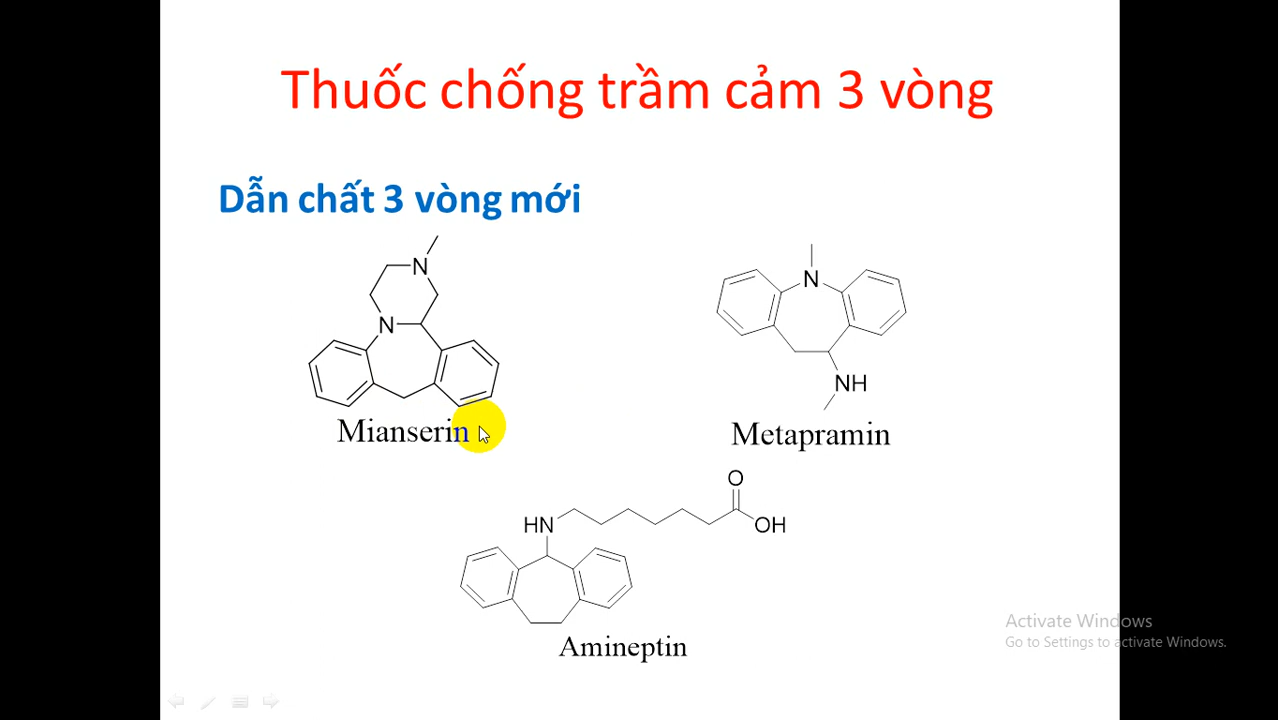 Thuốc chống trầm cảm 3 vòng
Dẫn chất 3 vòng mới
N
N
Mianserin
N
NH
Metapramin
O
HN
OH
Amineptin
Activate Windows
Go to Settings to activate Windows.